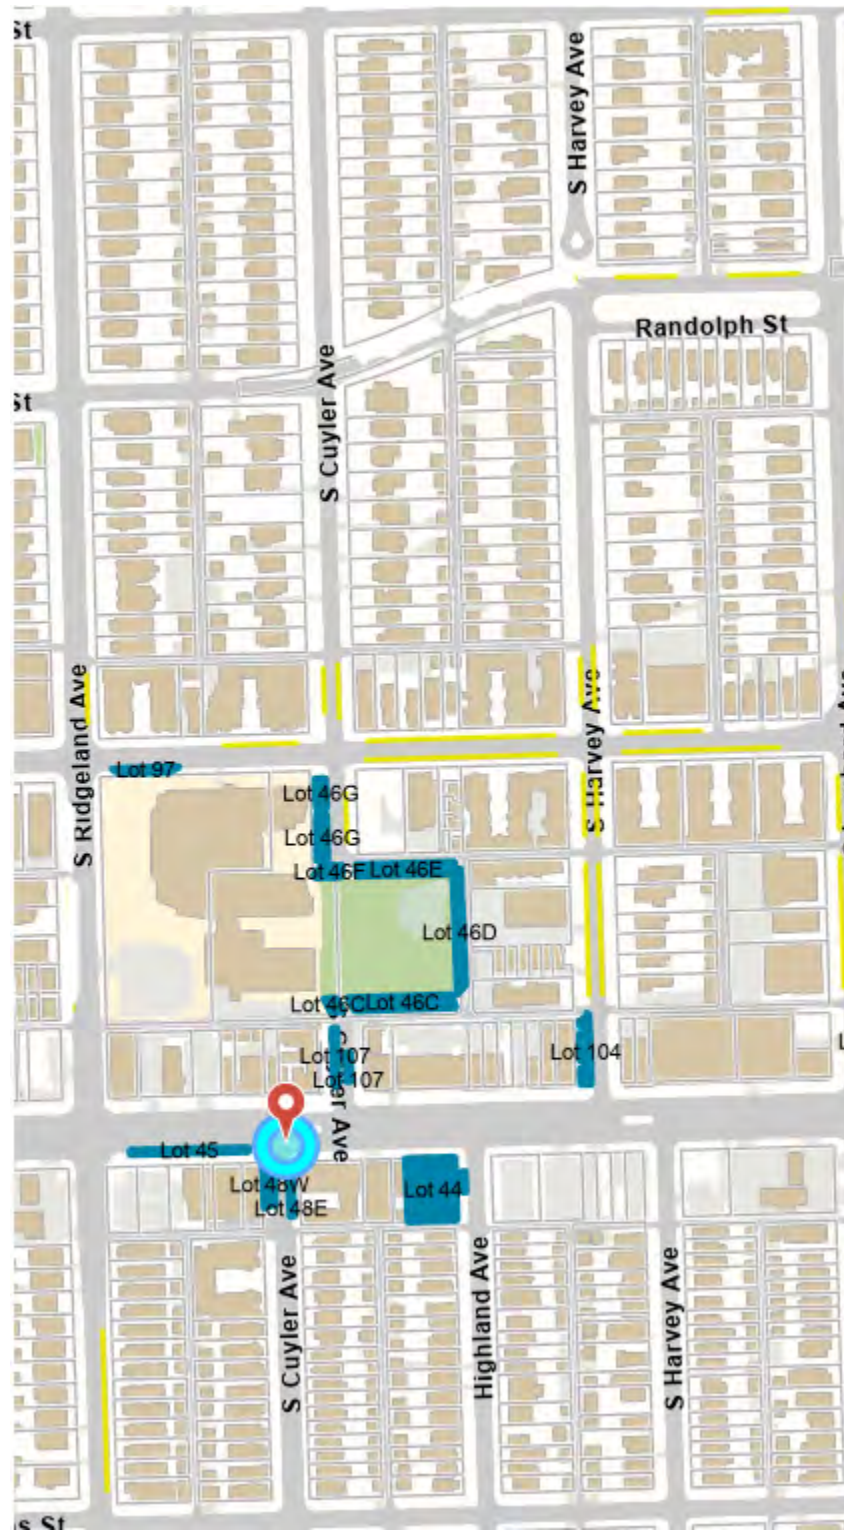 St
S Harvey Ave
Randolph St
S Cuyler Ave
St
S Ridgeland Ave
S Harvey Ave
Lot 97
Lot 46G
Lot 46G
Lot 46F
Lot 46E
Lot 46D
Lot 46C
Lot 46C
Lot 107
Lot 104
Lot 107
Lot 45
Lot 48W
Lot 44
Lot 48E
S Cuyler Ave
Highland Ave
S Harvey Ave